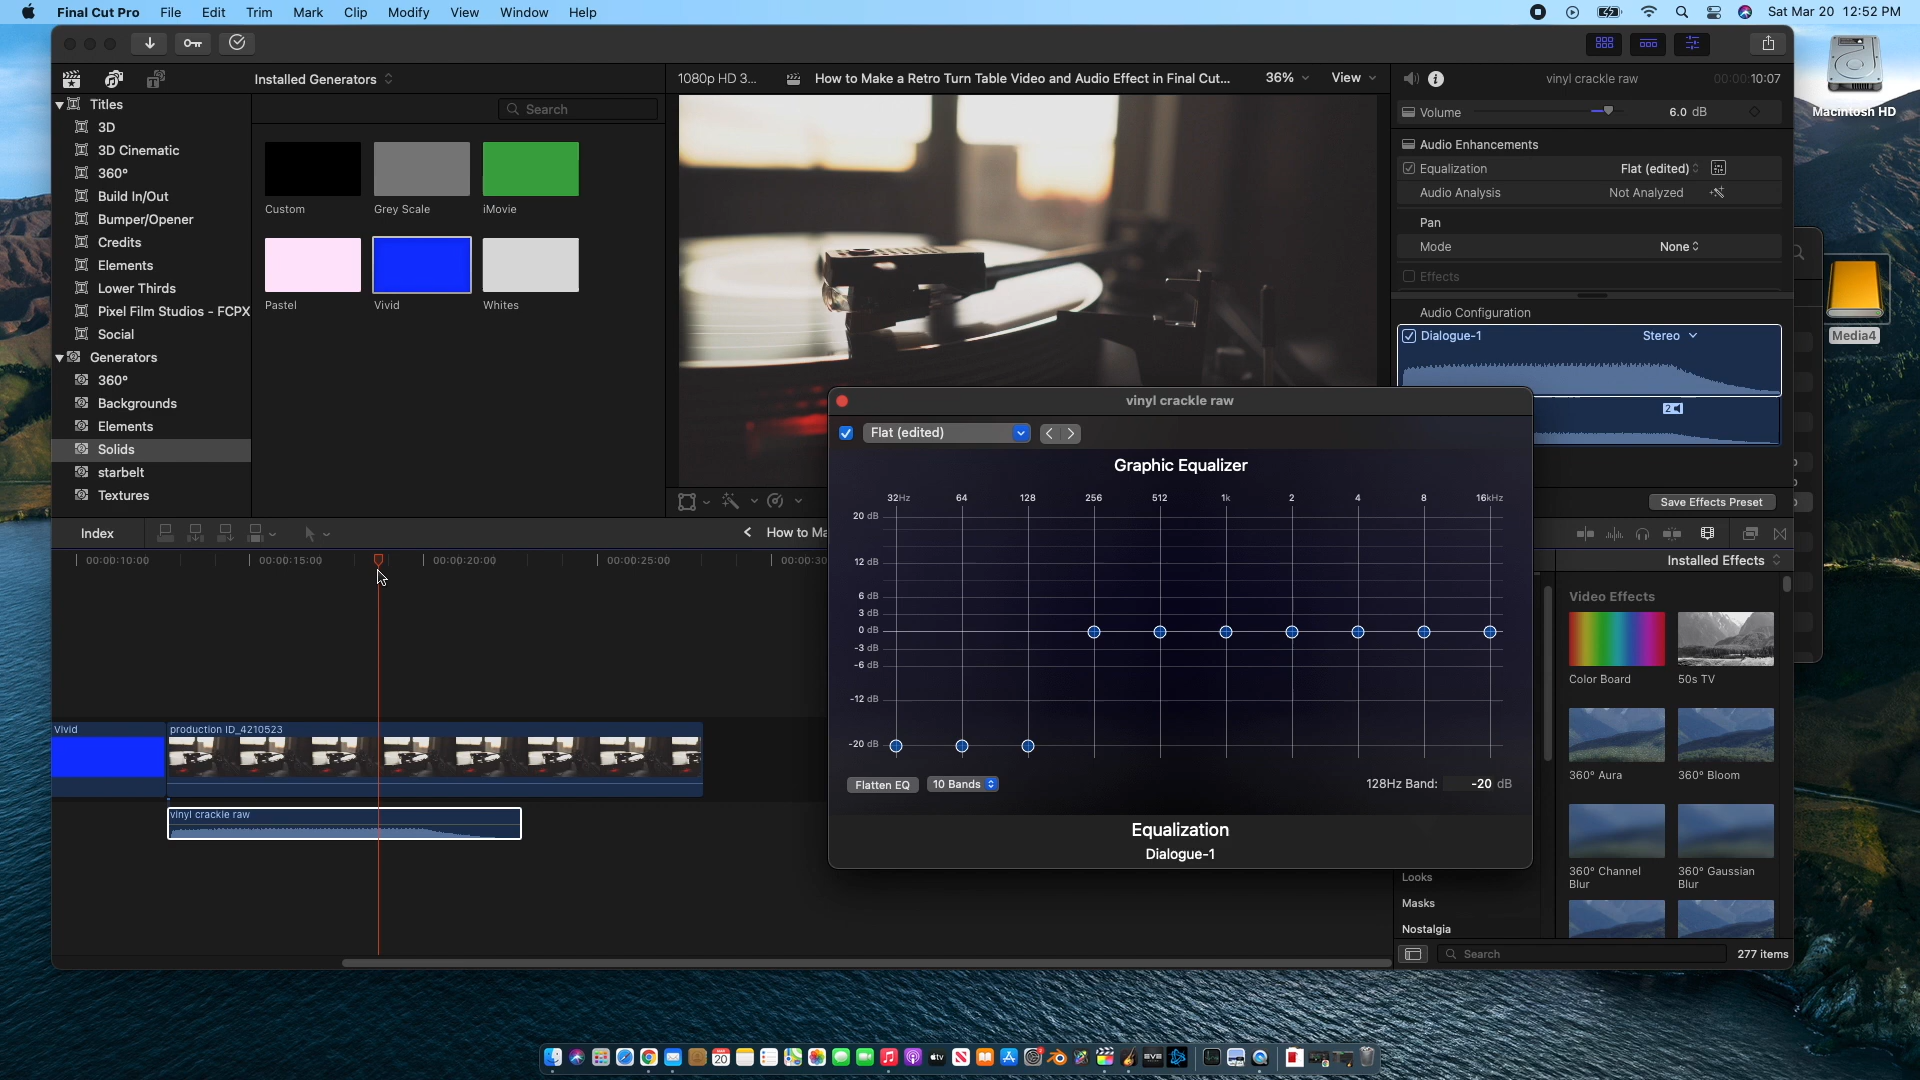 Final Cut Pro File Edit Trim Mark Clip Modify View Window Help
Sat Mar 20 12:52 PM
Macintosh HD
Media4
Installed Generators
Search
Titles
3D
3D Cinematic
360°
Build In/Out
Bumper/Opener
Credits
Elements
Lower Thirds
Pixel Film Studios - FCPX
Social
Generators
360°
Backgrounds
Elements
Solids
starbelt
Textures
Custom
Grey Scale
iMovie
Pastel
Vivid
Whites
1080p HD 3...
How to Make a Retro Turn Table Video and Audio Effect in Final Cut...
36%
View
vinyl crackle raw
00:00:10:07
Volume
6.0 dB
Audio Enhancements
Equalization
Flat (edited)
Audio Analysis
Not Analyzed
Pan
Mode
None
Effects
Audio Configuration
Dialogue-1
Stereo
2
Save Effects Preset
vinyl crackle raw
Flat (edited)
Graphic Equalizer
32Hz 64 128 256 512 1k 2 4 8 16kHz
20 dB
12 dB
6 dB
3 dB
0 dB
-3 dB
-6 dB
-12 dB
-20 dB
Flatten EQ
10 Bands
128Hz Band: -20 dB
Equalization
Dialogue-1
Index
How to Ma
00:00:10:00
00:00:15:00
00:00:20:00
00:00:25:00
00:00:30
Vivid
production ID_4210523
vinyl crackle raw
Installed Effects
Video Effects
Color Board
50s TV
360° Aura
360° Bloom
360° Channel
Blur
360° Gaussian
Blur
Looks
Masks
Nostalgia
Search
277 items